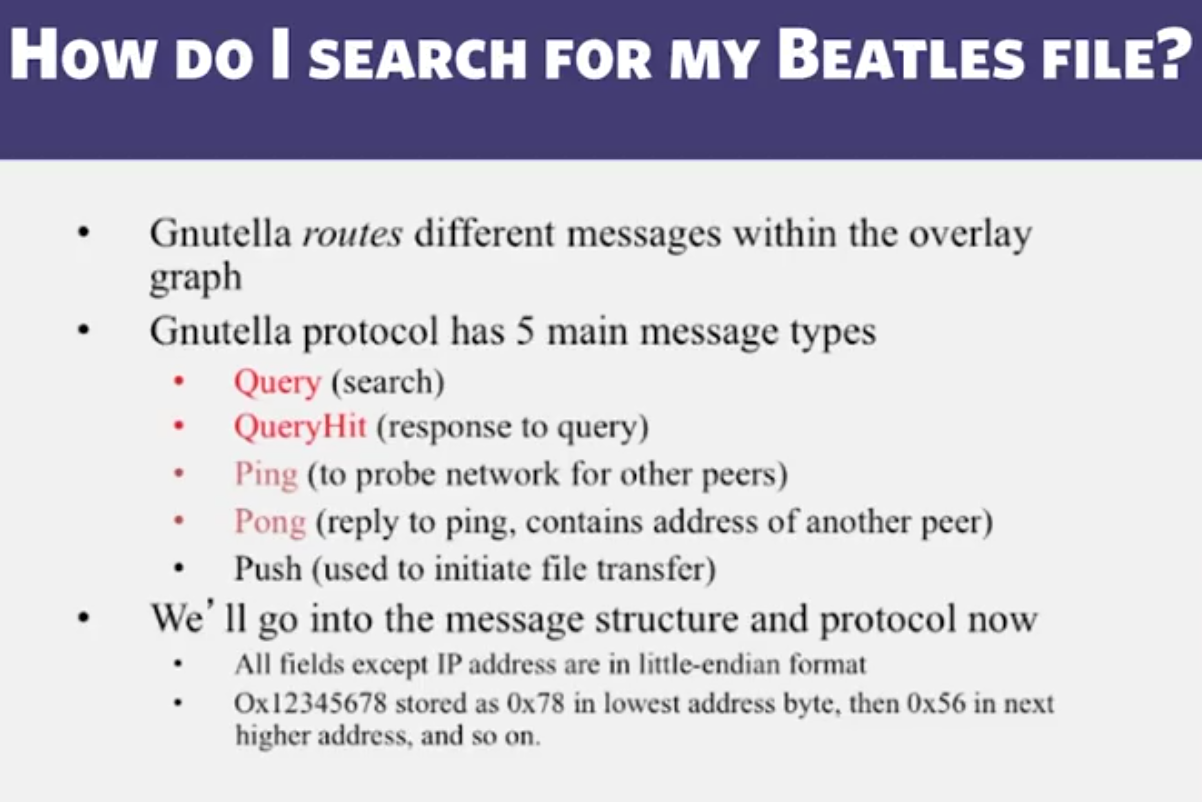 How do I search for my Beatles file?
• Gnutella routes different messages within the overlay
graph
• Gnutella protocol has 5 main message types
• Query (search)
• QueryHit (response to query)
• Ping (to probe network for other peers)
• Pong (reply to ping, contains address of another peer)
• Push (used to initiate file transfer)
• We’ ll go into the message structure and protocol now
• All fields except IP address are in little-endian format
• Ox12345678 stored as 0x78 in lowest address byte, then 0x56 in next
higher address, and so on.